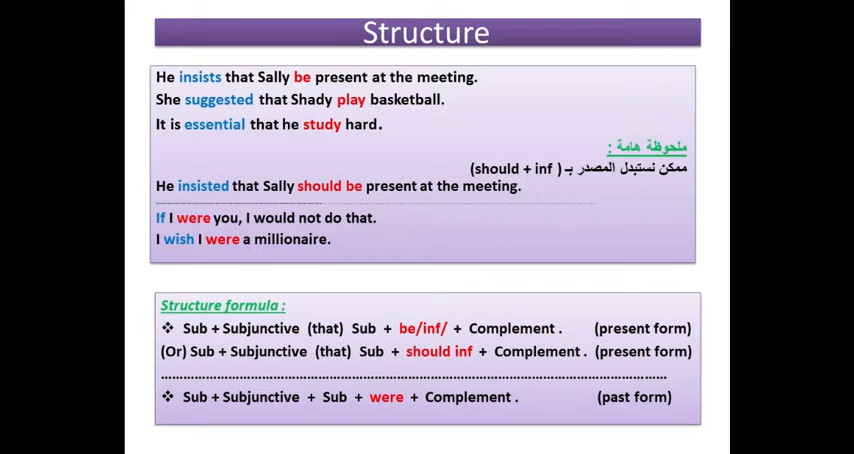 Structure
He insists that Sally be present at the meeting.
She suggested that Shady play basketball.
It is essential that he study hard.
ملحوظة هامة :
ممكن نستبدل المصدر بـ ( should + inf)
He insisted that Sally should be present at the meeting.
If I were you, I would not do that.
I wish I were a millionaire.
Structure formula :
❖ Sub + Subjunctive (that) Sub + be/inf/ + Complement . (present form)
(Or) Sub + Subjunctive (that) Sub + should inf + Complement . (present form)
❖ Sub + Subjunctive + Sub + were + Complement . (past form)